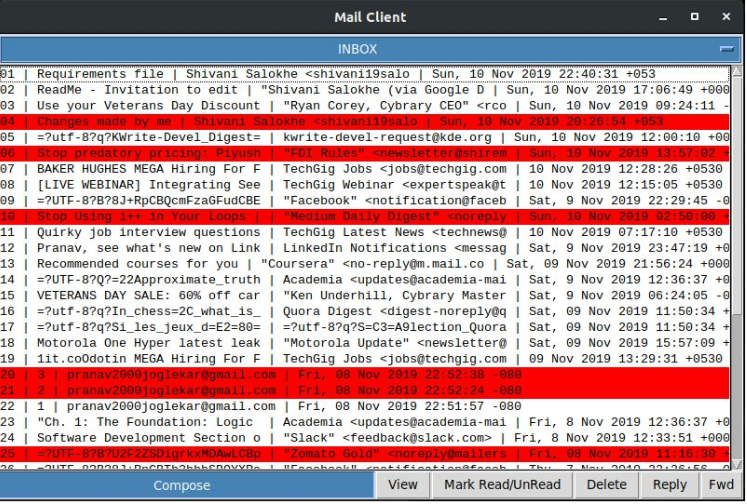 Mail Client
INBOX
01 | Requirements file | Shivani Salokhe <shivani19salo | Sun, 10 Nov 2019 22:40:31 +053
02 | ReadMe - Invitation to edit | "Shivani Salokhe (via Google D | Sun, 10 Nov 2019 17:06:49 +000
03 | Use your Veterans Day Discount | "Ryan Corey, Cybrary CEO" <rco | Sun, 10 Nov 2019 09:24:11 -
04 | Changes made by me | Shivani Salokhe <shivani19salo | Sun, 10 Nov 2019 20:26:54 +053
05 | =?utf-8?q?KWrite-Devel_Digest= | kwrite-devel-request@kde.org | Sun, 10 Nov 2019 12:00:10 +00
06 | Stop predatory pricing: Piyush | "FDI Rules" <newsletter@shirem | Sun, 10 Nov 2019 13:57:02 +
07 | BAKER HUGHES MEGA Hiring For F | TechGig Jobs <jobs@techgig.com | 10 Nov 2019 12:28:26 +0530
08 | [LIVE WEBINAR] Integrating See | TechGig Webinar <expertspeak@t | 10 Nov 2019 12:15:05 +0530
09 | =?UTF-8?B?8J+RpCBQcmFzaGFudCBE | "Facebook" <notification@faceb | Sat, 9 Nov 2019 22:29:45 -0
10 | Stop Using i++ in Your Loops | | "Medium Daily Digest" <noreply | Sun, 10 Nov 2019 02:50:00 +
11 | Quirky job interview questions | TechGig Latest News <technews@ | 10 Nov 2019 07:17:10 +0530
12 | Pranav, see what's new on Link | LinkedIn Notifications <messag | Sat, 9 Nov 2019 23:47:19 +0
13 | Recommended courses for you | "Coursera" <no-reply@m.mail.co | Sat, 09 Nov 2019 21:56:24 +000
14 | =?UTF-8?Q?=22Approximate_truth | Academia <updates@academia-mai | Sat, 9 Nov 2019 12:36:37 +0
15 | VETERANS DAY SALE: 60% off car | "Ken Underhill, Cybrary Master | Sat, 9 Nov 2019 06:24:05 -0
16 | =?utf-8?q?In_chess=2C_what_is_ | Quora Digest <digest-noreply@q | Sat, 09 Nov 2019 11:50:34 +
17 | =?utf-8?q?Si_les_jeux_d=E2=80= | =?utf-8?q?S=C3=A9lection_Quora | Sat, 09 Nov 2019 11:50:34 +
18 | Motorola One Hyper latest leak | "Motorola Update" <newsletter@ | Sat, 09 Nov 2019 15:57:09 +
19 | 1it.coOdotin MEGA Hiring For F | TechGig Jobs <jobs@techgig.com | 09 Nov 2019 13:29:31 +0530
20 | 3 | pranav2000joglekar@gmail.com | Fri, 08 Nov 2019 22:52:38 -080
21 | 2 | pranav2000joglekar@gmail.com | Fri, 08 Nov 2019 22:52:24 -080
22 | 1 | pranav2000joglekar@gmail.com | Fri, 08 Nov 2019 22:51:57 -080
23 | "Ch. 1: The Foundation: Logic | Academia <updates@academia-mai | Fri, 8 Nov 2019 12:36:37 +0
24 | Software Development Section o | "Slack" <feedback@slack.com> | Fri, 8 Nov 2019 12:33:51 +000
25 | =?UTF-8?B?U2F2ZSDigrkxMDAwLCBp | "Zomato Gold" <noreply@mailers | Fri, 08 Nov 2019 11:16:30 +
Compose View Mark Read/UnRead Delete Reply Fwd